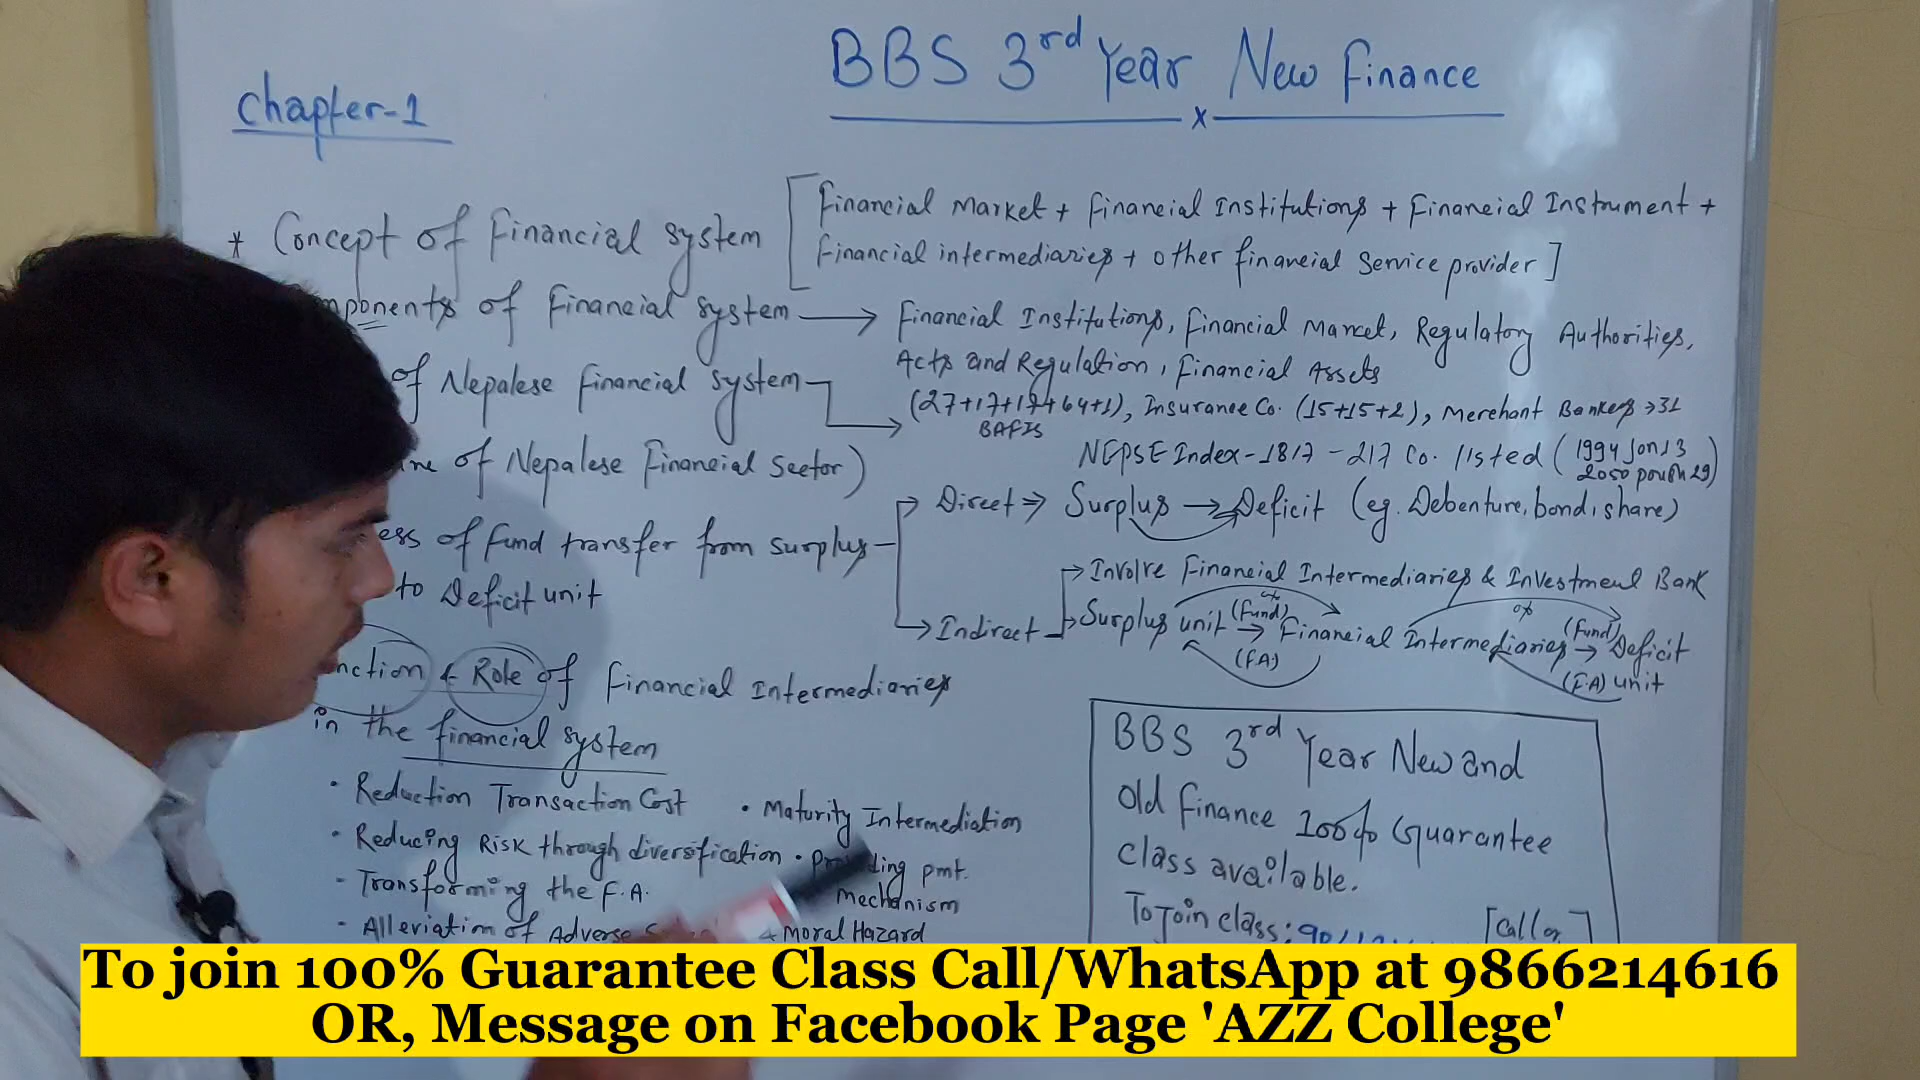 BBS 3rd Year New Finance
x
Chapter-1
* Concept of Financial system [Financial Market + Financial Institutions + Financial Instrument +
Financial intermediaries + other financial Service provider]
mponents of Financial system → Financial Institutions, Financial Market, Regulatory Authorities,
Acts and Regulation, Financial Assets
of Nepalese Financial system → (27+17+17+64+1), Insurance Co. (15+15+2), Merchant Bankers → 31
BAFIS
NEPSE Index - 1817 - 217 Co. listed (1994 Jan 13
2050 poush 29)
of Nepalese Financial Sector)
ess of fund transfer from surplus
to Deficit unit
→ Direct ⇒ Surplus → Deficit (eg. Debenture, bond, share)
→ Indirect
→ Involve Financial Intermediaries & Investment Bank
→ Surplus unit (Fund) → Financial Intermediaries → (Fund) Deficit
(F.A) (F.A) unit
nction & Role of Financial Intermediaries
in the financial system
· Reduction Transaction Cost
· Reducing Risk through diversification
- Transforming the F.A.
- Alleviation of Adverse & Moral Hazard
· Maturity Intermediation
· pmt.
mechanism
BBS 3rd Year New and
Old Finance 100% Guarantee
class available.
To Join class: [Call or]
To join 100% Guarantee Class Call/WhatsApp at 9866214616
OR, Message on Facebook Page 'AZZ College'